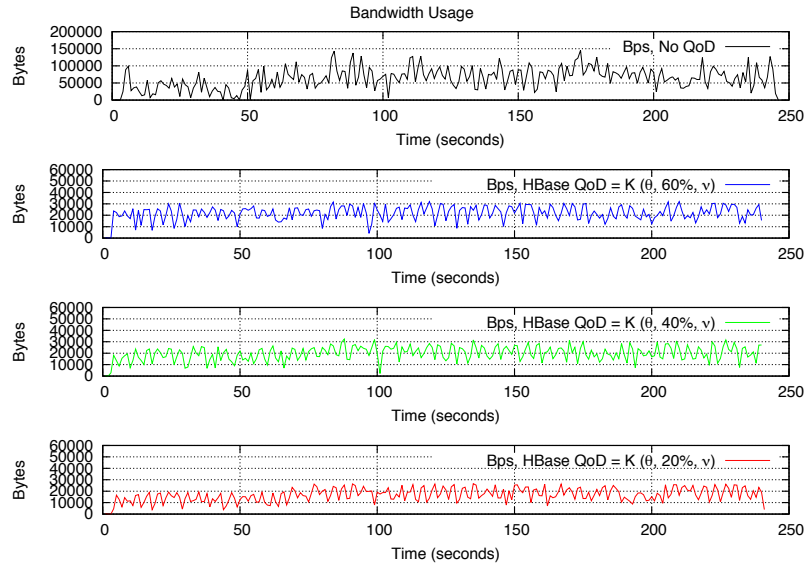 Bandwidth Usage
200000
150000
100000
50000
0
Bytes
Bps, No QoD
0 50 100 150 200 250
Time (seconds)
60000
50000
40000
30000
20000
10000
0
Bytes
Bps, HBase QoD = K (θ, 60%, ν)
0 50 100 150 200 250
Time (seconds)
60000
50000
40000
30000
20000
10000
0
Bytes
Bps, HBase QoD = K (θ, 40%, ν)
0 50 100 150 200 250
Time (seconds)
60000
50000
40000
30000
20000
10000
0
Bytes
Bps, HBase QoD = K (θ, 20%, ν)
0 50 100 150 200 250
Time (seconds)